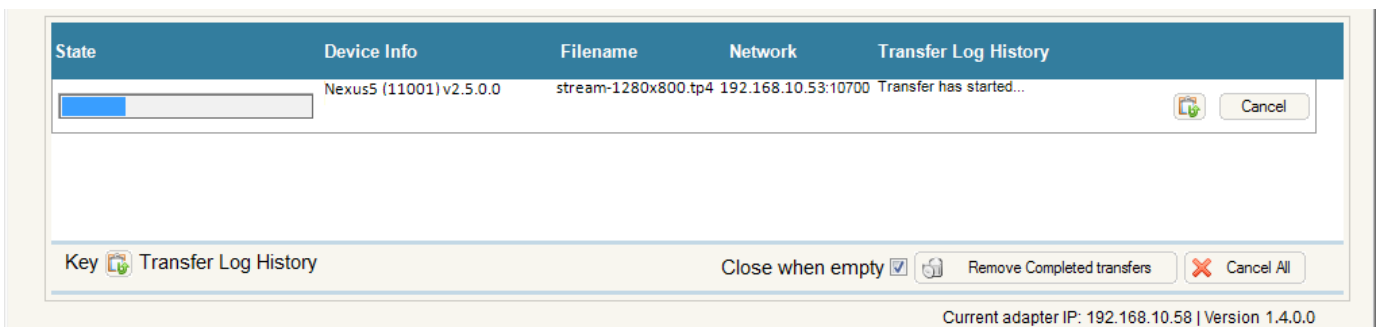 State Device Info Filename Network Transfer Log History
Nexus5 (11001) v2.5.0.0 stream-1280x800.tp4 192.168.10.53:10700 Transfer has started...
Cancel
Key Transfer Log History Close when empty Remove Completed transfers Cancel All
Current adapter IP: 192.168.10.58 | Version 1.4.0.0